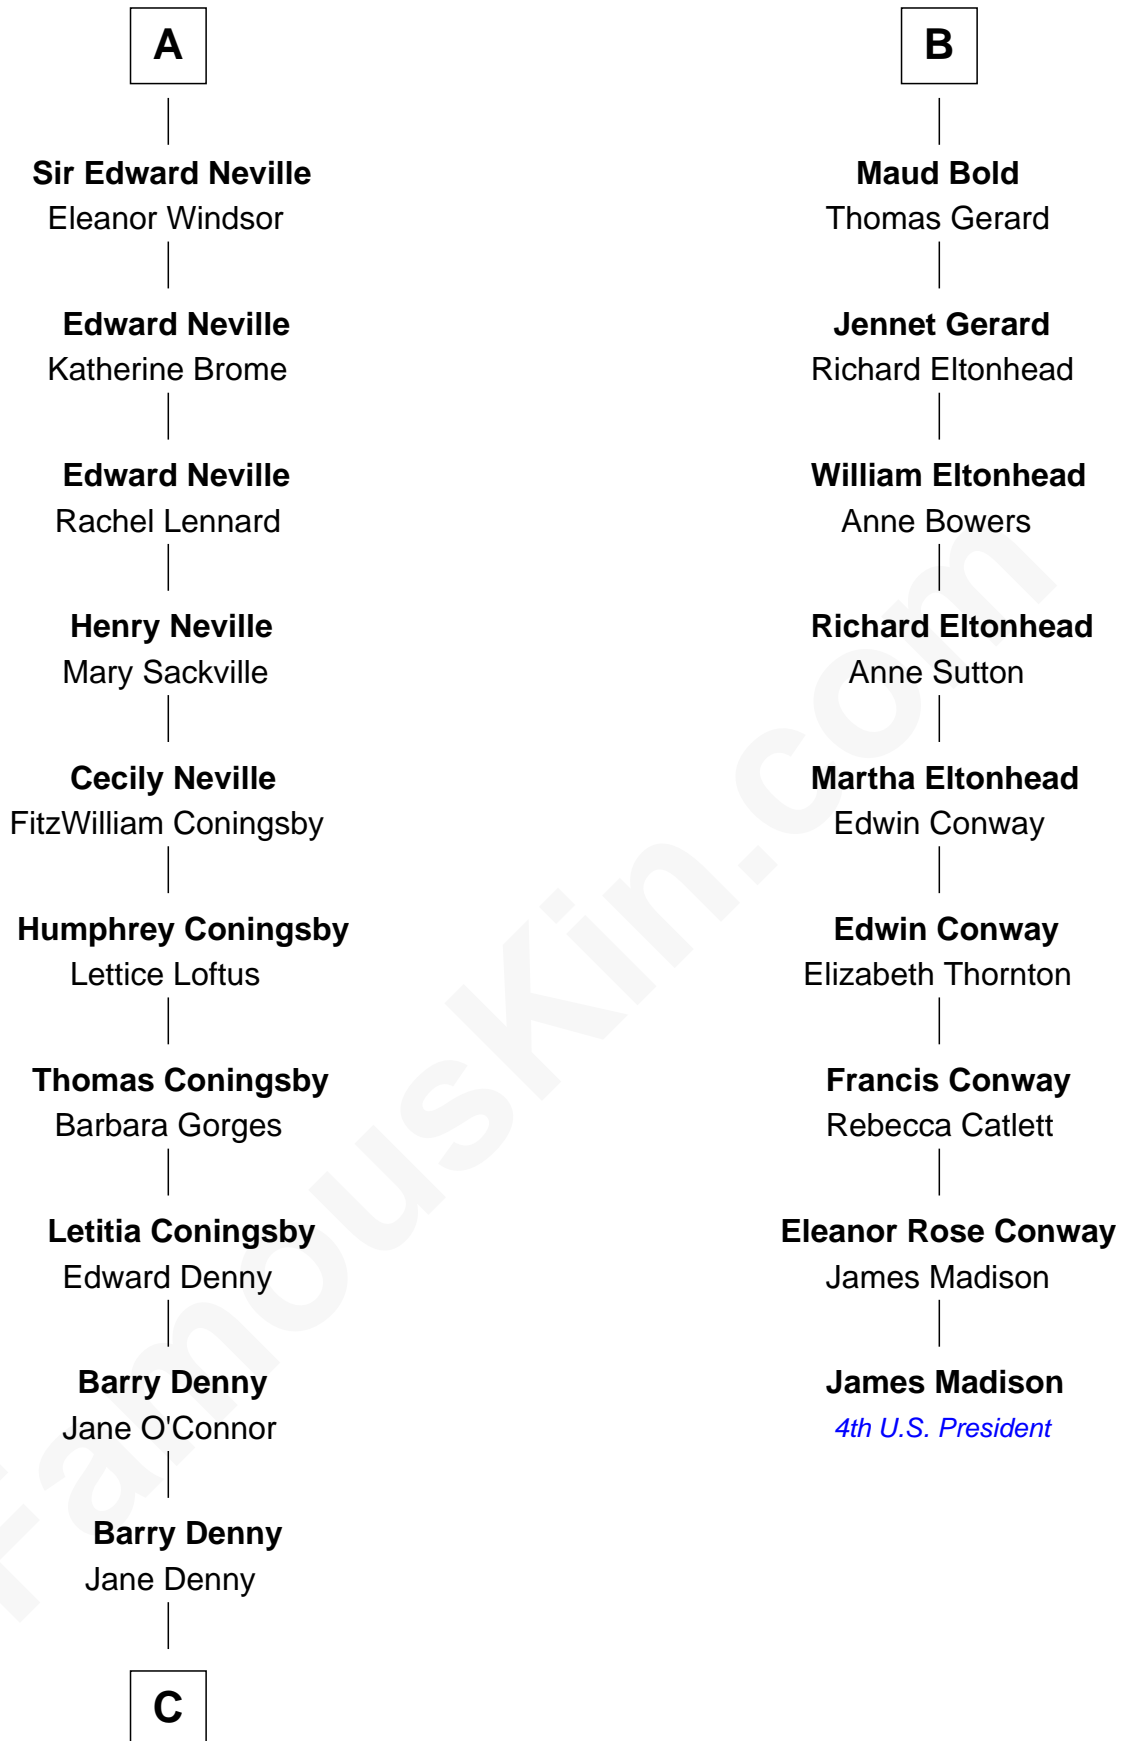 A
Sir Edward Neville
Eleanor Windsor
Edward Neville
Katherine Brome
Edward Neville
Rachel Lennard
Henry Neville
Mary Sackville
Cecily Neville
FitzWilliam Coningsby
Humphrey Coningsby
Lettice Loftus
Thomas Coningsby
Barbara Gorges
Letitia Coningsby
Edward Denny
Barry Denny
Jane O'Connor
Barry Denny
Jane Denny
C
B
Maud Bold
Thomas Gerard
Jennet Gerard
Richard Eltonhead
William Eltonhead
Anne Bowers
Richard Eltonhead
Anne Sutton
Martha Eltonhead
Edwin Conway
Edwin Conway
Elizabeth Thornton
Francis Conway
Rebecca Catlett
Eleanor Rose Conway
James Madison
James Madison
4th U.S. President
FamousKin.com